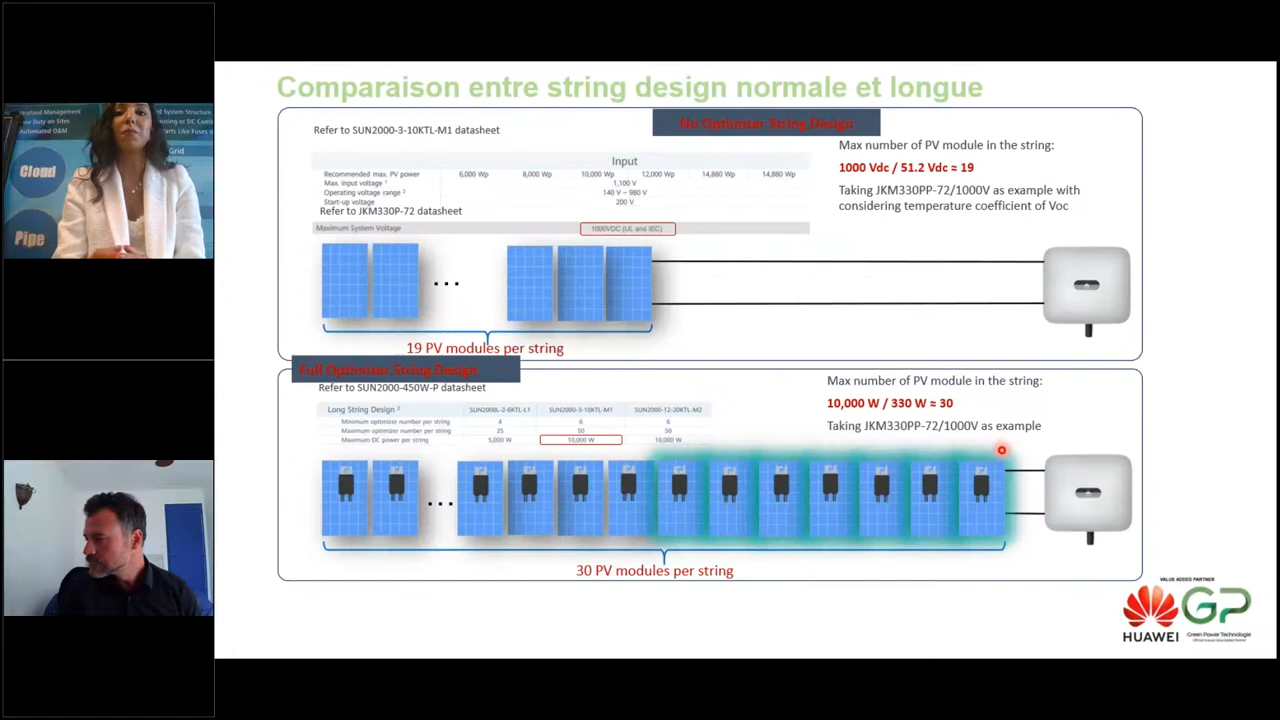 Comparaison entre string design normale et longue
Refer to SUN2000-3-10KTL-M1 datasheet
No Optimizer String Design
Input
Recommended max. PV power 6,000 Wp 8,000 Wp 10,000 Wp 12,000 Wp 14,880 Wp 14,880 Wp
Max. input voltage 1 1,100 V
Operating voltage range 2 140 V ~ 980 V
Start-up voltage 200 V
Refer to JKM330P-72 datasheet
Maximum System Voltage 1000VDC (UL and IEC)
Max number of PV module in the string:
1000 Vdc / 51.2 Vdc ≈ 19
Taking JKM330PP-72/1000V as example with
considering temperature coefficient of Voc
...
19 PV modules per string
Full Optimizer String Design
Refer to SUN2000-450W-P datasheet
Long String Design 2 SUN2000L-2-6KTL-L1 SUN2000-3-10KTL-M1 SUN2000-12-20KTL-M2
Minimum optimizer number per string 4 6 6
Maximum optimizer number per string 25 50 50
Maximum DC power per string 5,000 W 10,000 W 10,000 W
Max number of PV module in the string:
10,000 W / 330 W ≈ 30
Taking JKM330PP-72/1000V as example
...
30 PV modules per string
VALUE ADDED PARTNER
HUAWEI
GP
Green Power Technologie
Cloud
Pipe
Grid
Automated O&M